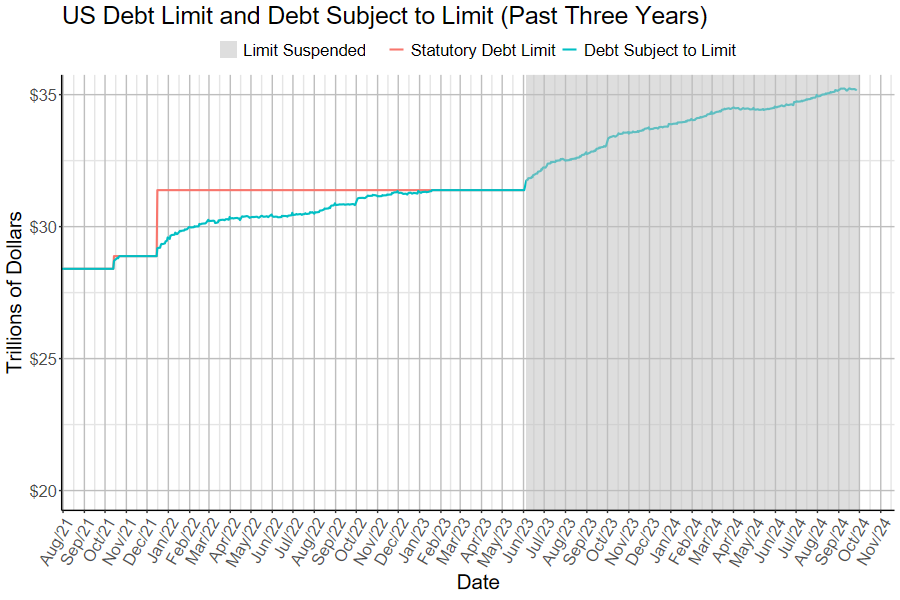 US Debt Limit and Debt Subject to Limit (Past Three Years)
Limit Suspended Statutory Debt Limit Debt Subject to Limit
Trillions of Dollars
$35
$30
$25
$20
Aug/21 Sep/21 Oct/21 Nov/21 Dec/21 Jan/22 Feb/22 Mar/22 Apr/22 May/22 Jun/22 Jul/22 Aug/22 Sep/22 Oct/22 Nov/22 Dec/22 Jan/23 Feb/23 Mar/23 Apr/23 May/23 Jun/23 Jul/23 Aug/23 Sep/23 Oct/23 Nov/23 Dec/23 Jan/24 Feb/24 Mar/24 Apr/24 May/24 Jun/24 Jul/24 Aug/24 Sep/24 Oct/24 Nov/24
Date